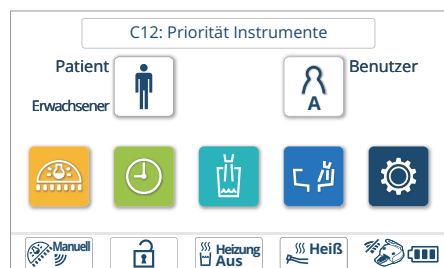 C12: Priorität Instrumente
Patient
Benutzer
Erwachsener
A
Manuell
Heizung
Aus
Heiß